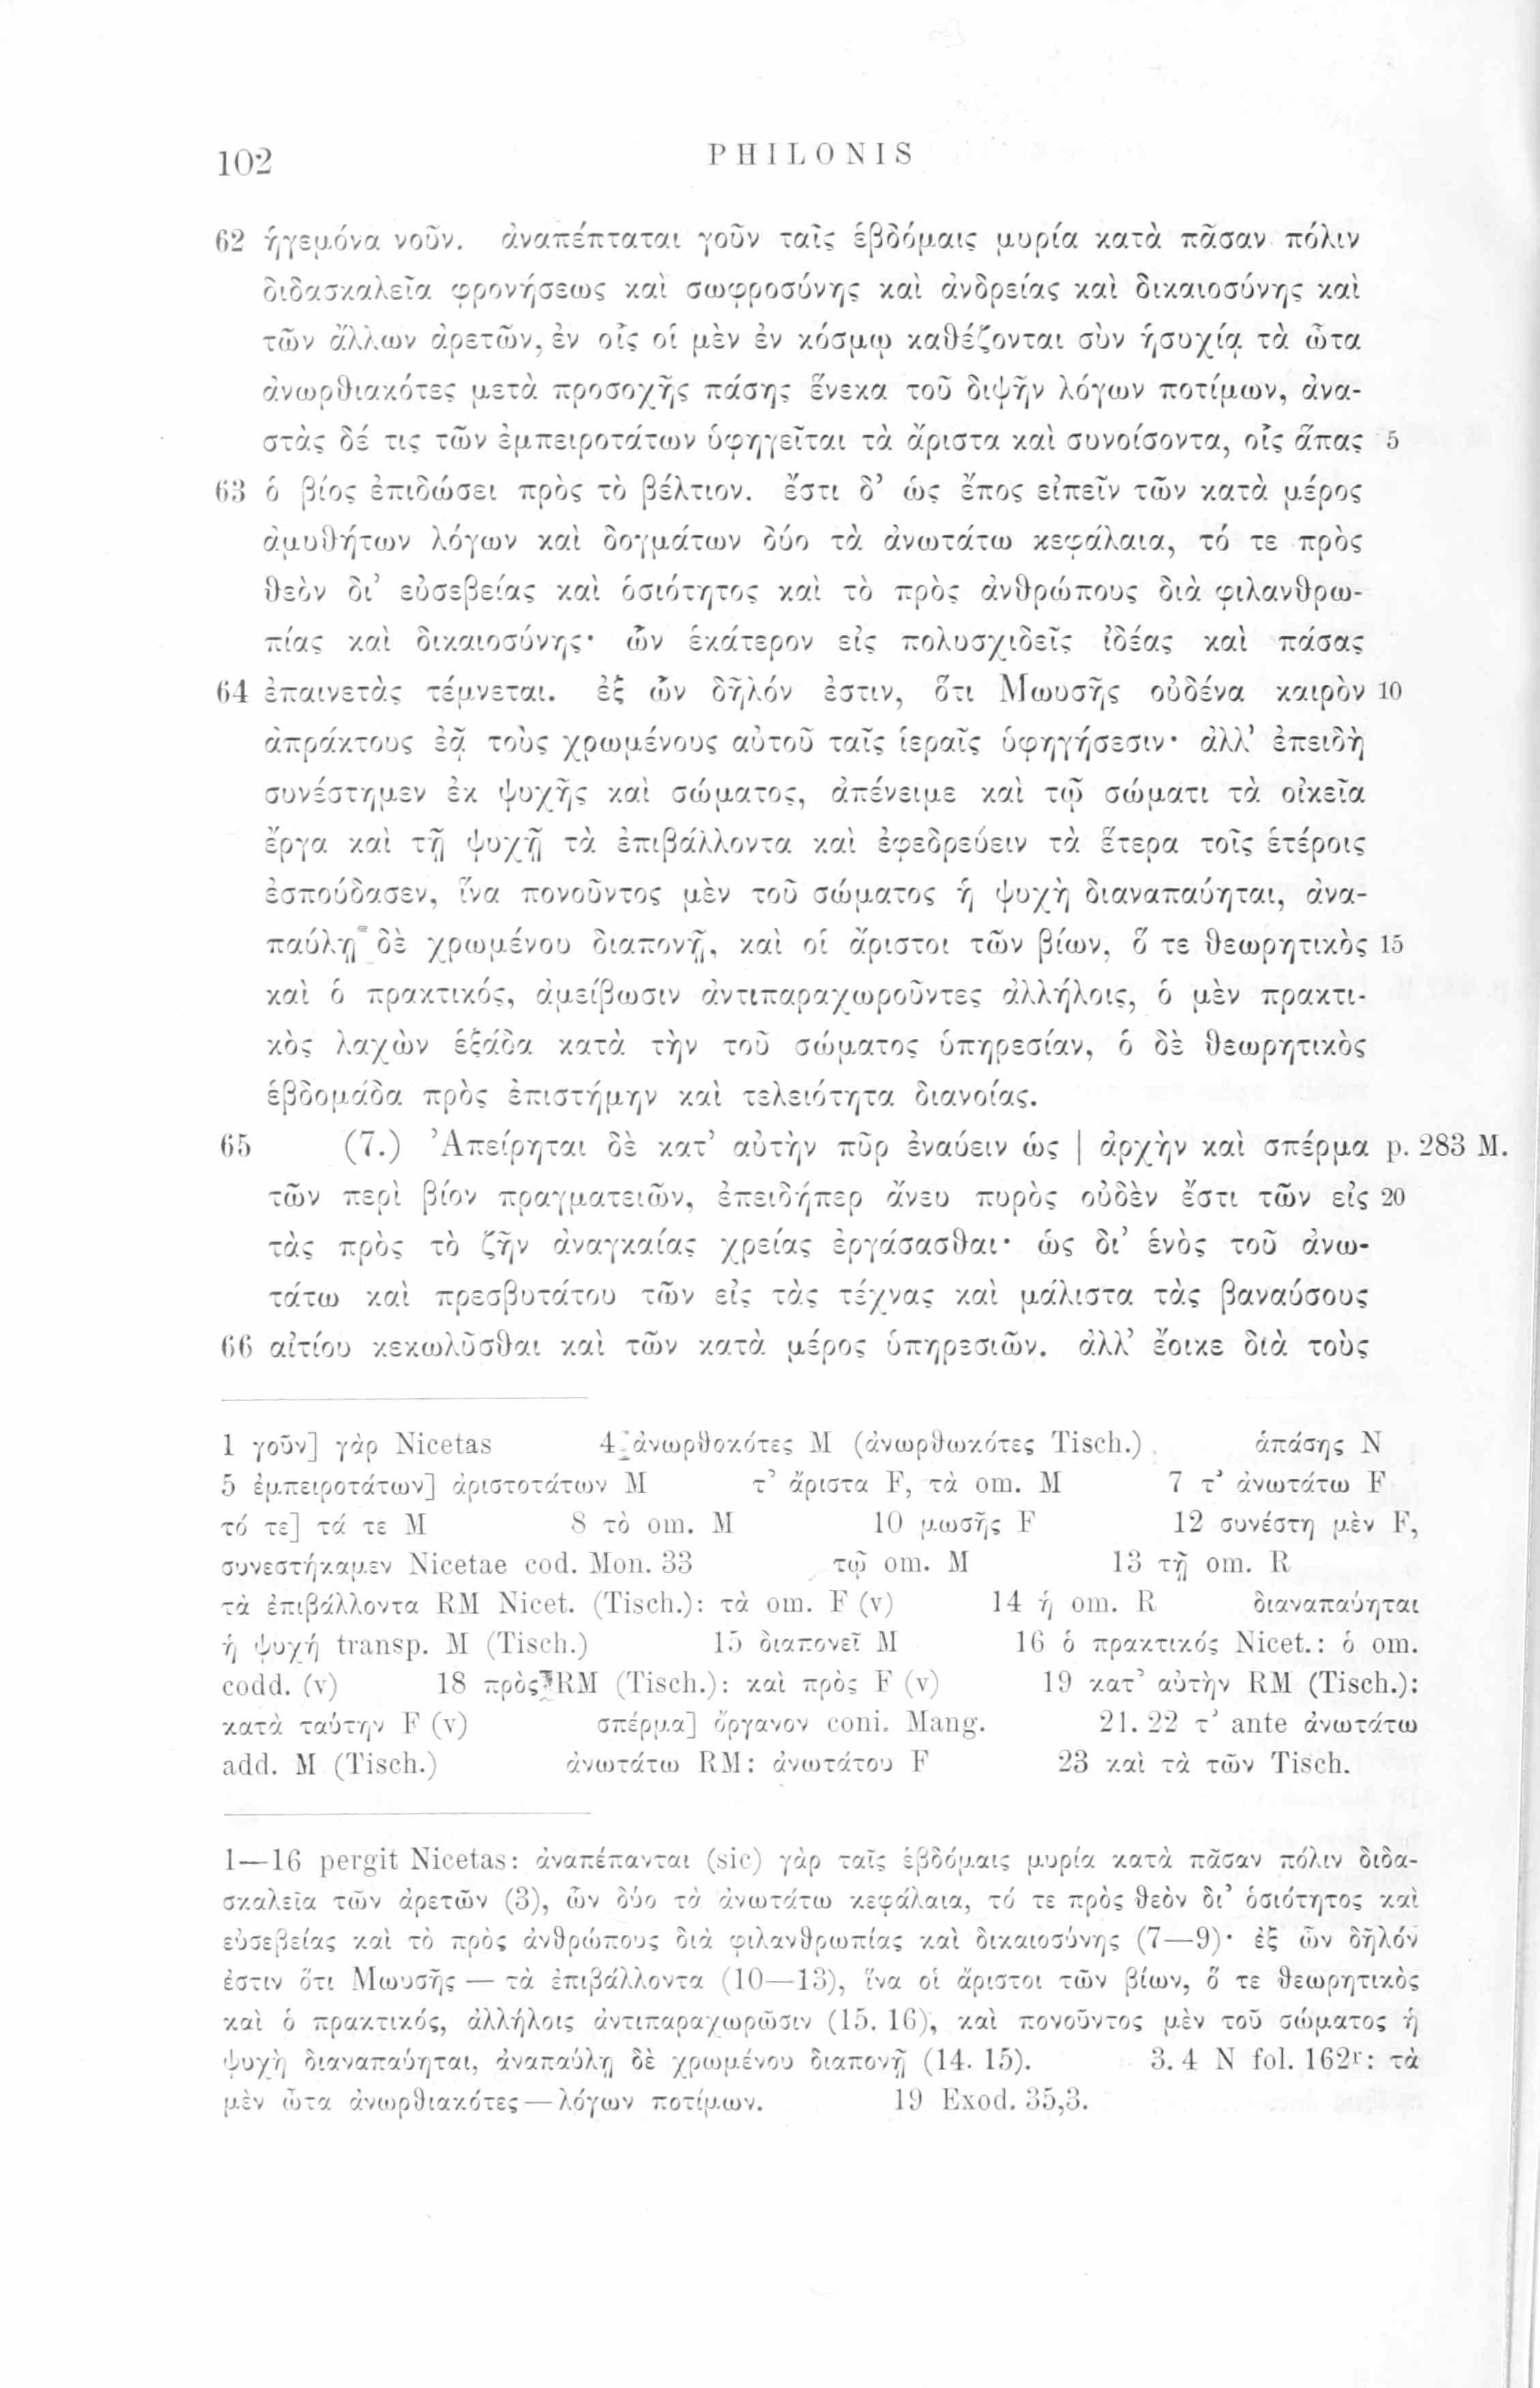 102
PHILONIS
62 ἡγεμόνα νοῦν. ἀναπέπταται γοῦν ταῖς ἑβδόμαις μυρία κατὰ πᾶσαν πόλιν
διδασκαλεῖα φρονήσεως καὶ σωφροσύνης καὶ ἀνδρείας καὶ δικαιοσύνης καὶ
τῶν ἄλλων ἀρετῶν, ἐν οἷς οἱ μὲν ἐν κόσμῳ καθέζονται σὺν ἡσυχίᾳ τὰ ὦτα
ἀνωρθιακότες μετὰ προσοχῆς πάσης ἕνεκα τοῦ διψῆν λόγων ποτίμων, ἀνα-
στὰς δέ τις τῶν ἐμπειροτάτων ὑφηγεῖται τὰ ἄριστα καὶ συνοίσοντα, οἷς ἅπας 5
63 ὁ βίος ἐπιδώσει πρὸς τὸ βέλτιον. ἔστι δ’ ὡς ἔπος εἰπεῖν τῶν κατὰ μέρος
ἀμυθήτων λόγων καὶ δογμάτων δύο τὰ ἀνωτάτω κεφάλαια, τό τε πρὸς
θεὸν δι’ εὐσεβείας καὶ ὁσιότητος καὶ τὸ πρὸς ἀνθρώπους διὰ φιλανθρω-
πίας καὶ δικαιοσύνης· ὧν ἑκάτερον εἰς πολυσχιδεῖς ἰδέας καὶ πάσας
64 ἐπαινετὰς τέμνεται. ἐξ ὧν δῆλόν ἐστιν, ὅτι Μωυσῆς οὐδένα καιρὸν 10
ἀπράκτους ἐᾷ τοὺς χρωμένους αὐτοῦ ταῖς ἱεραῖς ὑφηγήσεσιν· ἀλλ’ ἐπειδὴ
συνέστημεν ἐκ ψυχῆς καὶ σώματος, ἀπένειμε καὶ τῷ σώματι τὰ οἰκεῖα
ἔργα καὶ τῇ ψυχῇ τὰ ἐπιβάλλοντα καὶ ἐφεδρεύειν τὰ ἕτερα τοῖς ἑτέροις
ἐσπούδασεν, ἵνα πονοῦντος μὲν τοῦ σώματος ἡ ψυχὴ διαναπαύηται, ἀνα-
παύλῃ δὲ χρωμένου διαπονῇ, καὶ οἱ ἄριστοι τῶν βίων, ὅ τε θεωρητικὸς 15
καὶ ὁ πρακτικός, ἀμείβωσιν ἀντιπαραχωροῦντες ἀλλήλοις, ὁ μὲν πρακτι-
κὸς λαχὼν ἑξάδα κατὰ τὴν τοῦ σώματος ὑπηρεσίαν, ὁ δὲ θεωρητικὸς
ἑβδομάδα πρὸς ἐπιστήμην καὶ τελειότητα διανοίας.
65 (7.) Ἀπείρηται δὲ κατ’ αὐτὴν πῦρ ἐναύειν ὡς | ἀρχὴν καὶ σπέρμα p. 283 M.
τῶν περὶ βίον πραγματειῶν, ἐπειδήπερ ἄνευ πυρὸς οὐδὲν ἔστι τῶν εἰς 20
τὰς πρὸς τὸ ζῆν ἀναγκαίας χρείας ἐργάσασθαι· ὡς δι’ ἑνὸς τοῦ ἀνω-
τάτω καὶ πρεσβυτάτου τῶν εἰς τὰς τέχνας καὶ μάλιστα τὰς βαναύσους
66 αἰτίου κεκωλῦσθαι καὶ τῶν κατὰ μέρος ὑπηρεσιῶν. ἀλλ’ ἔοικε διὰ τοὺς
1 γοῦν] γὰρ Nicetas 4 ἀνωρθοκότες M (ἀνωρθωκότες Tisch.) ἁπάσης N
5 ἐμπειροτάτων] ἀριστοτάτων M τ’ ἄριστα F, τὰ om. M 7 τ’ ἀνωτάτω F
τό τε] τά τε M 8 τὸ om. M 10 μωσῆς F 12 συνέστη μὲν F,
συνεστήκαμεν Nicetae cod. Mon. 33 τῷ om. M 13 τῇ om. R
τὰ ἐπιβάλλοντα RM Nicet. (Tisch.): τὰ om. F (v) 14 ἡ om. R διαναπαύηται
ἡ ψυχή transp. M (Tisch.) 15 διαπονεῖ M 16 ὁ πρακτικός Nicet.: ὁ om.
codd. (v) 18 πρὸς RM (Tisch.): καὶ πρὸς F (v) 19 κατ’ αὐτὴν RM (Tisch.):
κατὰ ταύτην F (v) σπέρμα] ὄργανον coni. Mang. 21. 22 τ’ ante ἀνωτάτω
add. M (Tisch.) ἀνωτάτω RM: ἀνωτάτου F 23 καὶ τὰ τῶν Tisch.
1—16 pergit Nicetas: ἀναπέπανται (sic) γὰρ ταῖς ἑβδόμαις μυρία κατὰ πᾶσαν πόλιν διδα-
σκαλεῖα τῶν ἀρετῶν (3), ὧν δύο τὰ ἀνωτάτω κεφάλαια, τό τε πρὸς θεὸν δι’ ὁσιότητος καὶ
εὐσεβείας καὶ τὸ πρὸς ἀνθρώπους διὰ φιλανθρωπίας καὶ δικαιοσύνης (7—9)· ἐξ ὧν δῆλόν
ἐστιν ὅτι Μωυσῆς — τὰ ἐπιβάλλοντα (10—13), ἵνα οἱ ἄριστοι τῶν βίων, ὅ τε θεωρητικὸς
καὶ ὁ πρακτικός, ἀλλήλοις ἀντιπαραχωρῶσιν (15. 16), καὶ πονοῦντος μὲν τοῦ σώματος ἡ
ψυχὴ διαναπαύηται, ἀναπαύλῃ δὲ χρωμένου διαπονῇ (14. 15). 3. 4 N fol. 162r: τὰ
μὲν ὦτα ἀνωρθιακότες — λόγων ποτίμων. 19 Exod. 35,3.